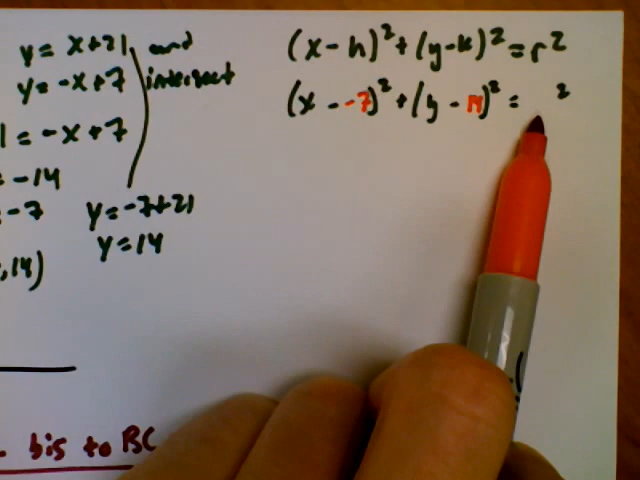 y = x+21 and
y = -x+7 intersect
1 = -x+7
= -14
= -7
y = -7+21
y = 14
,14)
. bis to BC
(x-h)²+(y-k)²=r²
(x - -7)²+(y - 14)² = ²